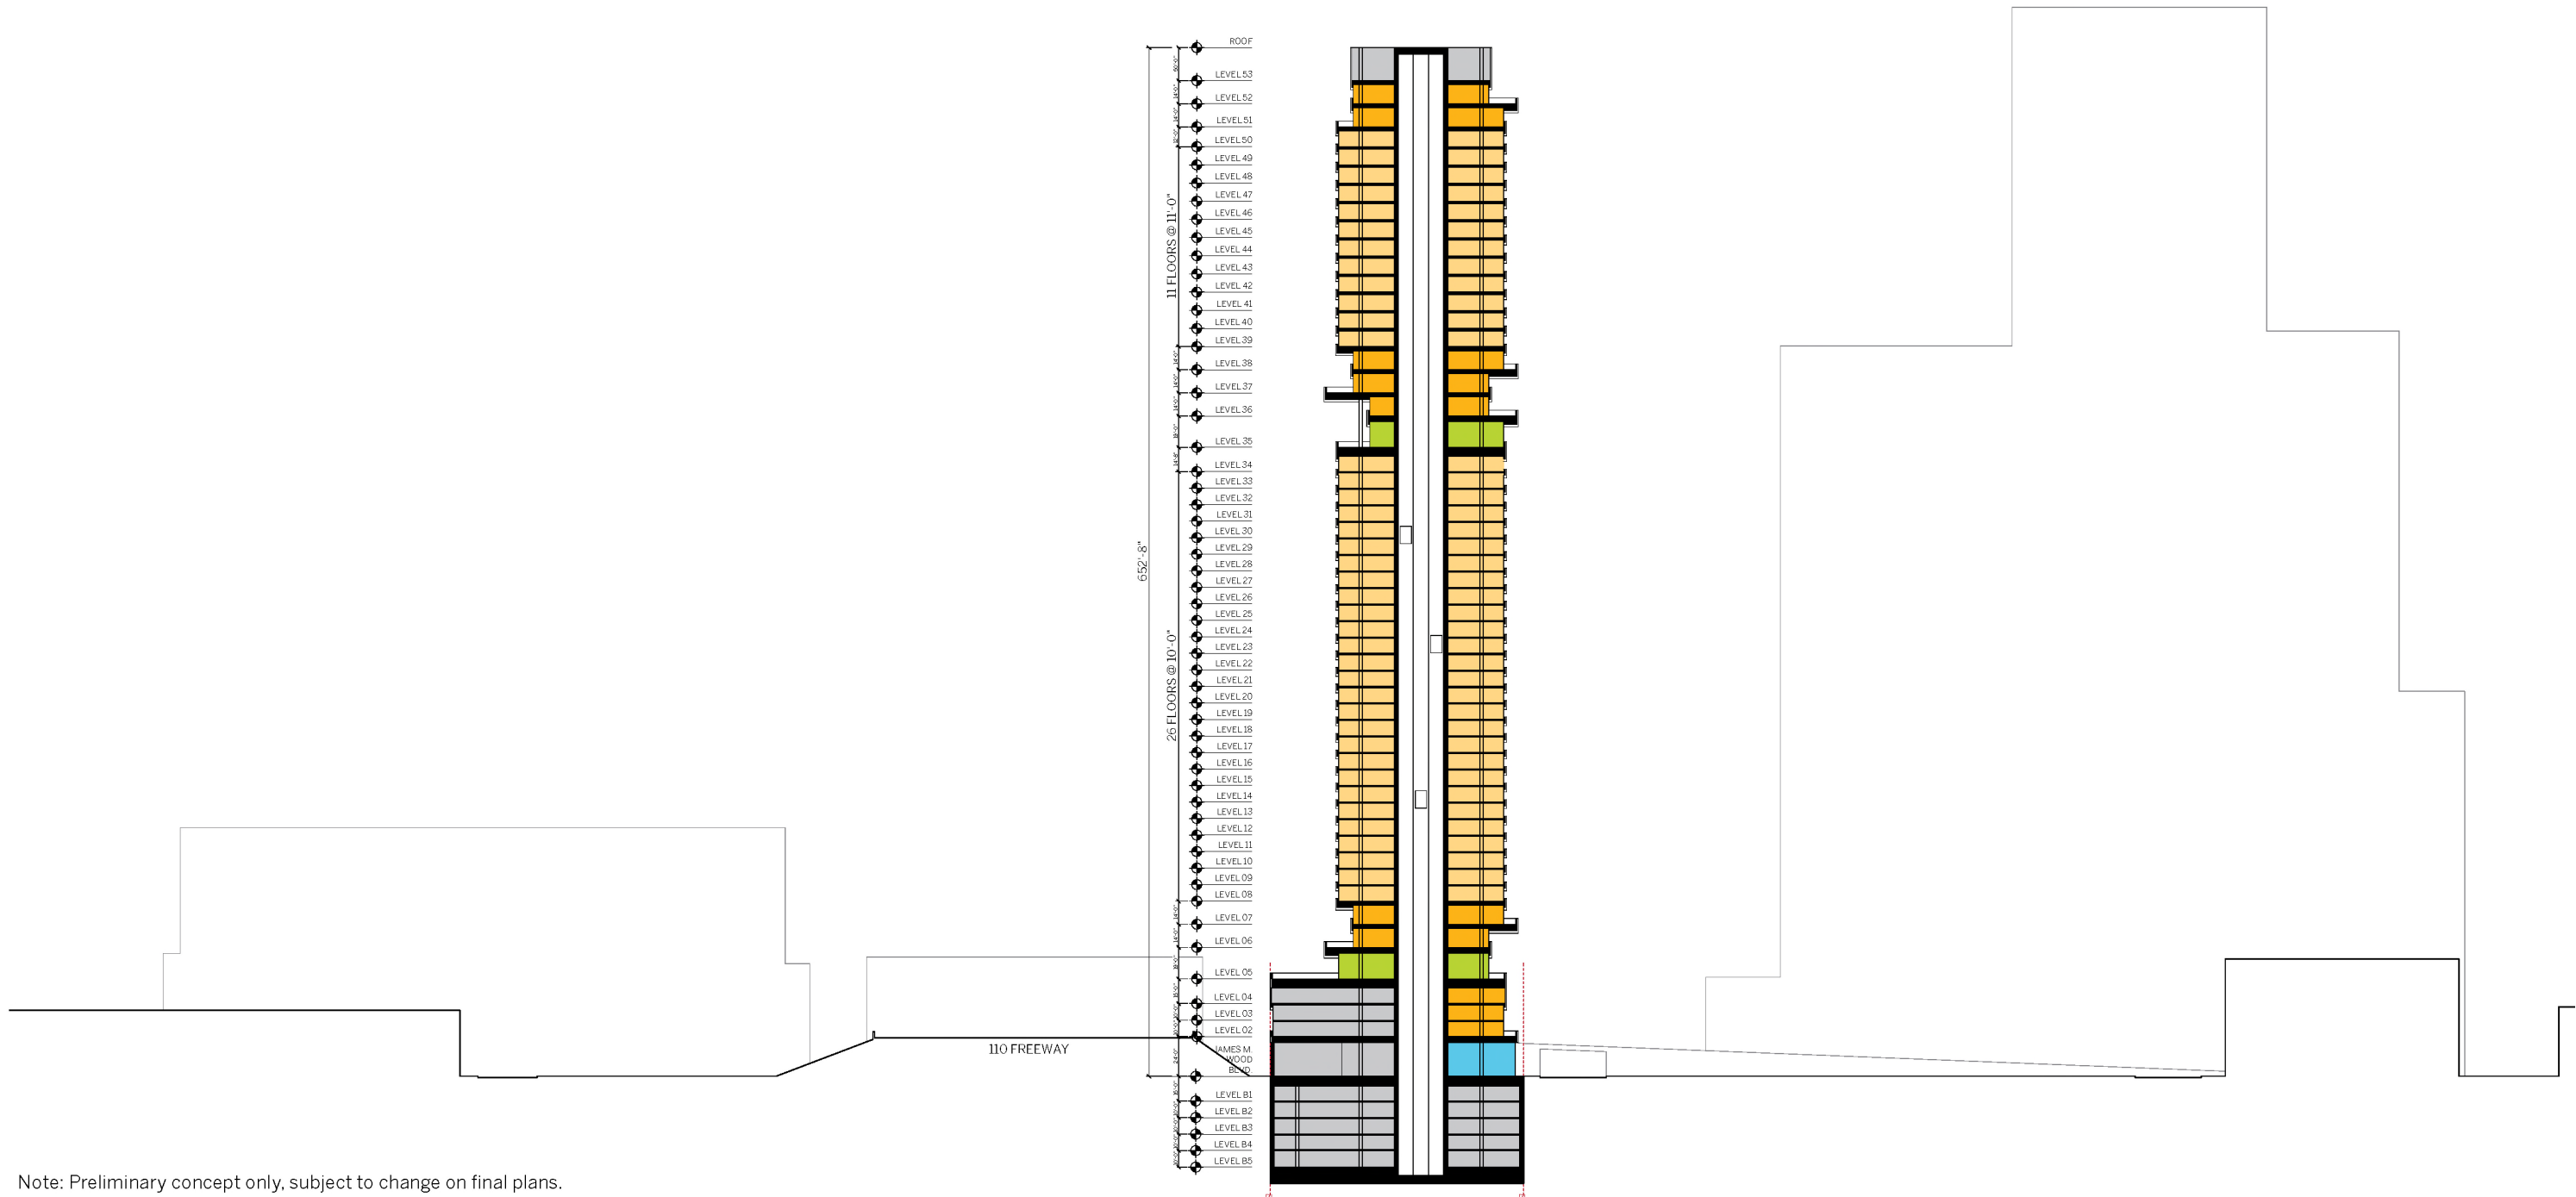 ROOF
LEVEL 53
LEVEL 52
LEVEL 51
LEVEL 50
LEVEL 49
LEVEL 48
LEVEL 47
LEVEL 46
LEVEL 45
LEVEL 44
LEVEL 43
LEVEL 42
LEVEL 41
LEVEL 40
LEVEL 39
LEVEL 38
LEVEL 37
LEVEL 36
LEVEL 35
LEVEL 34
LEVEL 33
LEVEL 32
LEVEL 31
LEVEL 30
LEVEL 29
LEVEL 28
LEVEL 27
LEVEL 26
LEVEL 25
LEVEL 24
LEVEL 23
LEVEL 22
LEVEL 21
LEVEL 20
LEVEL 19
LEVEL 18
LEVEL 17
LEVEL 16
LEVEL 15
LEVEL 14
LEVEL 13
LEVEL 12
LEVEL 11
LEVEL 10
LEVEL 09
LEVEL 08
LEVEL 07
LEVEL 06
LEVEL 05
LEVEL 04
LEVEL 03
LEVEL 02
JAMES M.
WOOD
BLVD.
LEVEL B1
LEVEL B2
LEVEL B3
LEVEL B4
LEVEL B5
11 FLOORS @ 11'-0"
652'-8"
26 FLOORS @ 10'-0"
110 FREEWAY
Note: Preliminary concept only, subject to change on final plans.